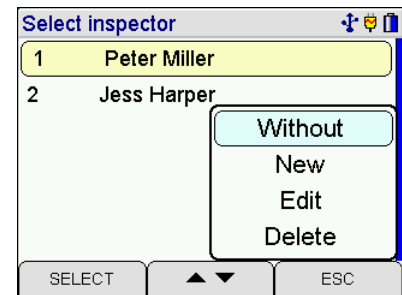 Select inspector
1 Peter Miller
2 Jess Harper
Without
New
Edit
Delete
SELECT ▲ ▼ ESC